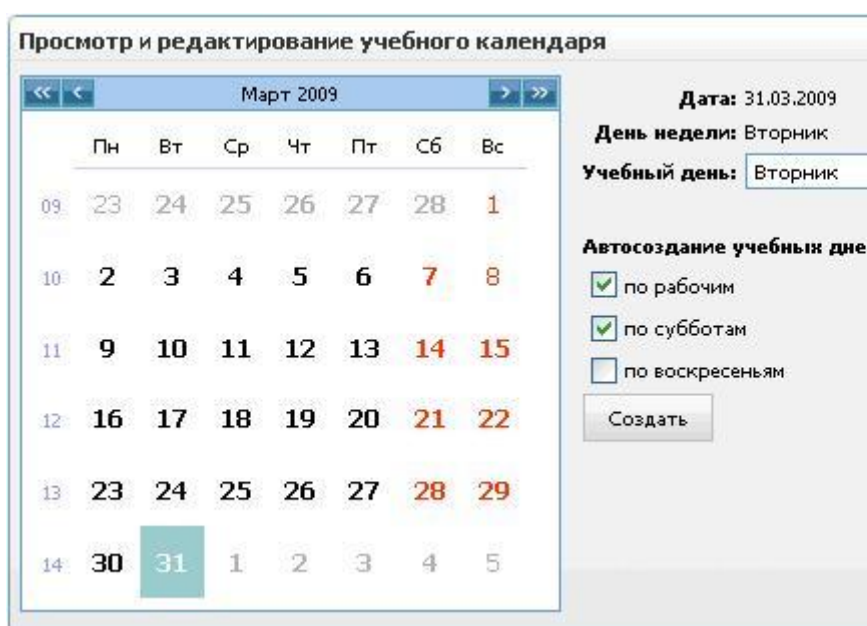 Просмотр и редактирование учебного календаря
« ‹ Март 2009 › »
Пн Вт Ср Чт Пт Сб Вс
09 23 24 25 26 27 28 1
10 2 3 4 5 6 7 8
11 9 10 11 12 13 14 15
12 16 17 18 19 20 21 22
13 23 24 25 26 27 28 29
14 30 31 1 2 3 4 5
Дата: 31.03.2009
День недели: Вторник
Учебный день: Вторник
Автосоздание учебных дне
по рабочим
по субботам
по воскресеньям
Создать